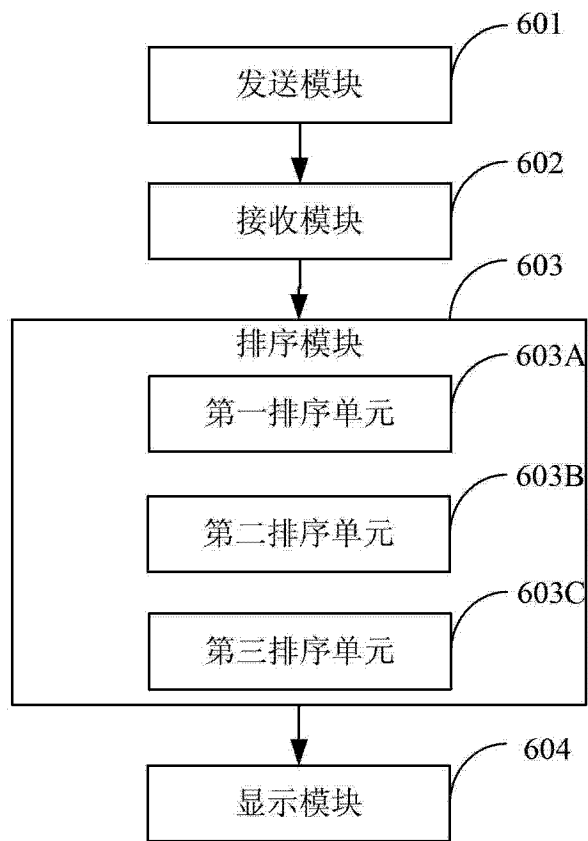 601
发送模块
602
接收模块
603
排序模块
603A
第一排序单元
603B
第二排序单元
603C
第三排序单元
604
显示模块